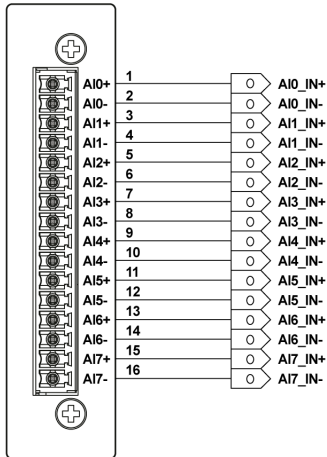 AI0+ 1 AI0_IN+
AI0- 2 AI0_IN-
AI1+ 3 AI1_IN+
AI1- 4 AI1_IN-
AI2+ 5 AI2_IN+
AI2- 6 AI2_IN-
AI3+ 7 AI3_IN+
AI3- 8 AI3_IN-
AI4+ 9 AI4_IN+
AI4- 10 AI4_IN-
AI5+ 11 AI5_IN+
AI5- 12 AI5_IN-
AI6+ 13 AI6_IN+
AI6- 14 AI6_IN-
AI7+ 15 AI7_IN+
AI7- 16 AI7_IN-